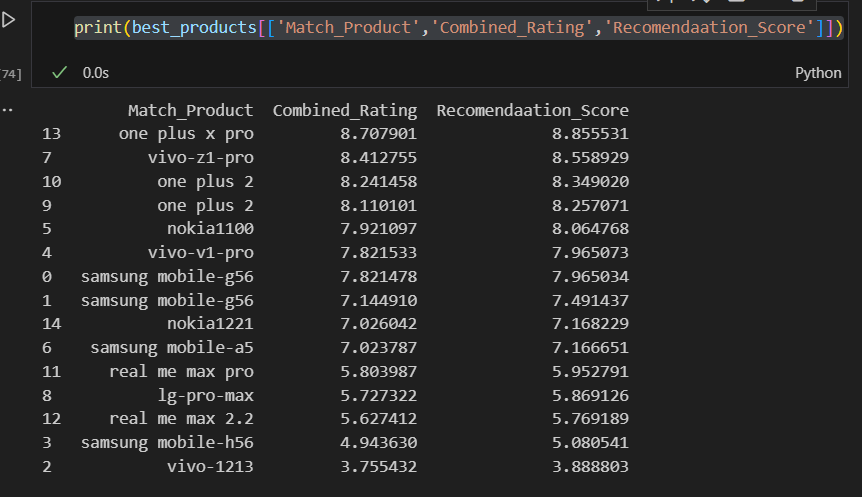 print(best_products[['Match_Product','Combined_Rating','Recomendaation_Score']])
[74] 0.0s Python
Match_Product Combined_Rating Recomendaation_Score
13 one plus x pro 8.707901 8.855531
7 vivo-z1-pro 8.412755 8.558929
10 one plus 2 8.241458 8.349020
9 one plus 2 8.110101 8.257071
5 nokia1100 7.921097 8.064768
4 vivo-v1-pro 7.821533 7.965073
0 samsung mobile-g56 7.821478 7.965034
1 samsung mobile-g56 7.144910 7.491437
14 nokia1221 7.026042 7.168229
6 samsung mobile-a5 7.023787 7.166651
11 real me max pro 5.803987 5.952791
8 lg-pro-max 5.727322 5.869126
12 real me max 2.2 5.627412 5.769189
3 samsung mobile-h56 4.943630 5.080541
2 vivo-1213 3.755432 3.888803